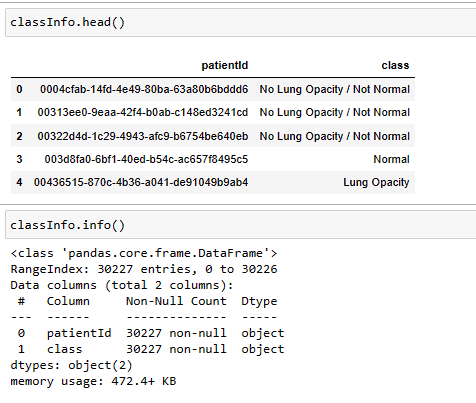 classInfo.head()
patientId class
0 0004cfab-14fd-4e49-80ba-63a80b6bddd6 No Lung Opacity / Not Normal
1 00313ee0-9eaa-42f4-b0ab-c148ed3241cd No Lung Opacity / Not Normal
2 00322d4d-1c29-4943-afc9-b6754be640eb No Lung Opacity / Not Normal
3 003d8fa0-6bf1-40ed-b54c-ac657f8495c5 Normal
4 00436515-870c-4b36-a041-de91049b9ab4 Lung Opacity
classInfo.info()
<class 'pandas.core.frame.DataFrame'>
RangeIndex: 30227 entries, 0 to 30226
Data columns (total 2 columns):
# Column Non-Null Count Dtype
--- ------ -------------- -----
0 patientId 30227 non-null object
1 class 30227 non-null object
dtypes: object(2)
memory usage: 472.4+ KB